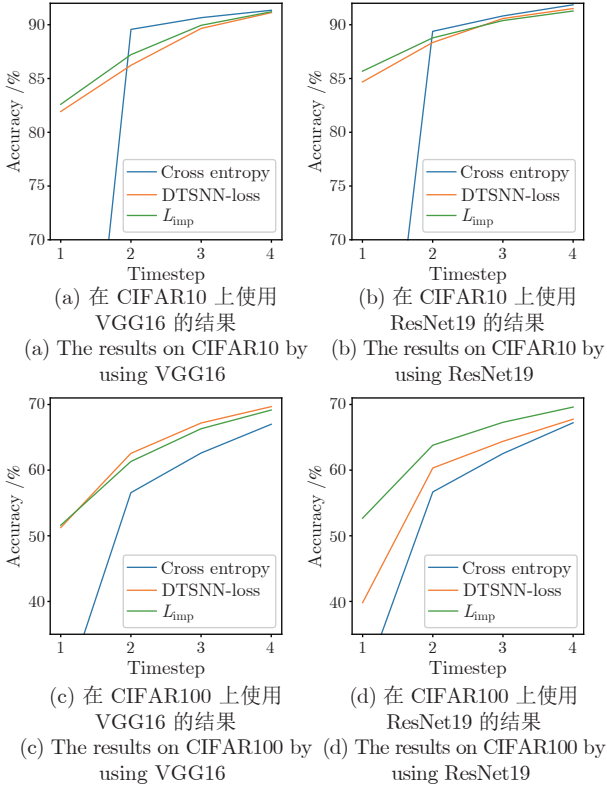 Accuracy /%
90
85
80
75
70
Cross entropy
DTSNN-loss
L_imp
1 2 3 4
Timestep
(a) 在 CIFAR10 上使用
VGG16 的结果
(a) The results on CIFAR10 by
using VGG16
Accuracy /%
90
85
80
75
70
Cross entropy
DTSNN-loss
L_imp
1 2 3 4
Timestep
(b) 在 CIFAR10 上使用
ResNet19 的结果
(b) The results on CIFAR10 by
using ResNet19
Accuracy /%
70
60
50
40
Cross entropy
DTSNN-loss
L_imp
1 2 3 4
Timestep
(c) 在 CIFAR100 上使用
VGG16 的结果
(c) The results on CIFAR100 by
using VGG16
Accuracy /%
70
60
50
40
Cross entropy
DTSNN-loss
L_imp
1 2 3 4
Timestep
(d) 在 CIFAR100 上使用
ResNet19 的结果
(d) The results on CIFAR100 by
using ResNet19